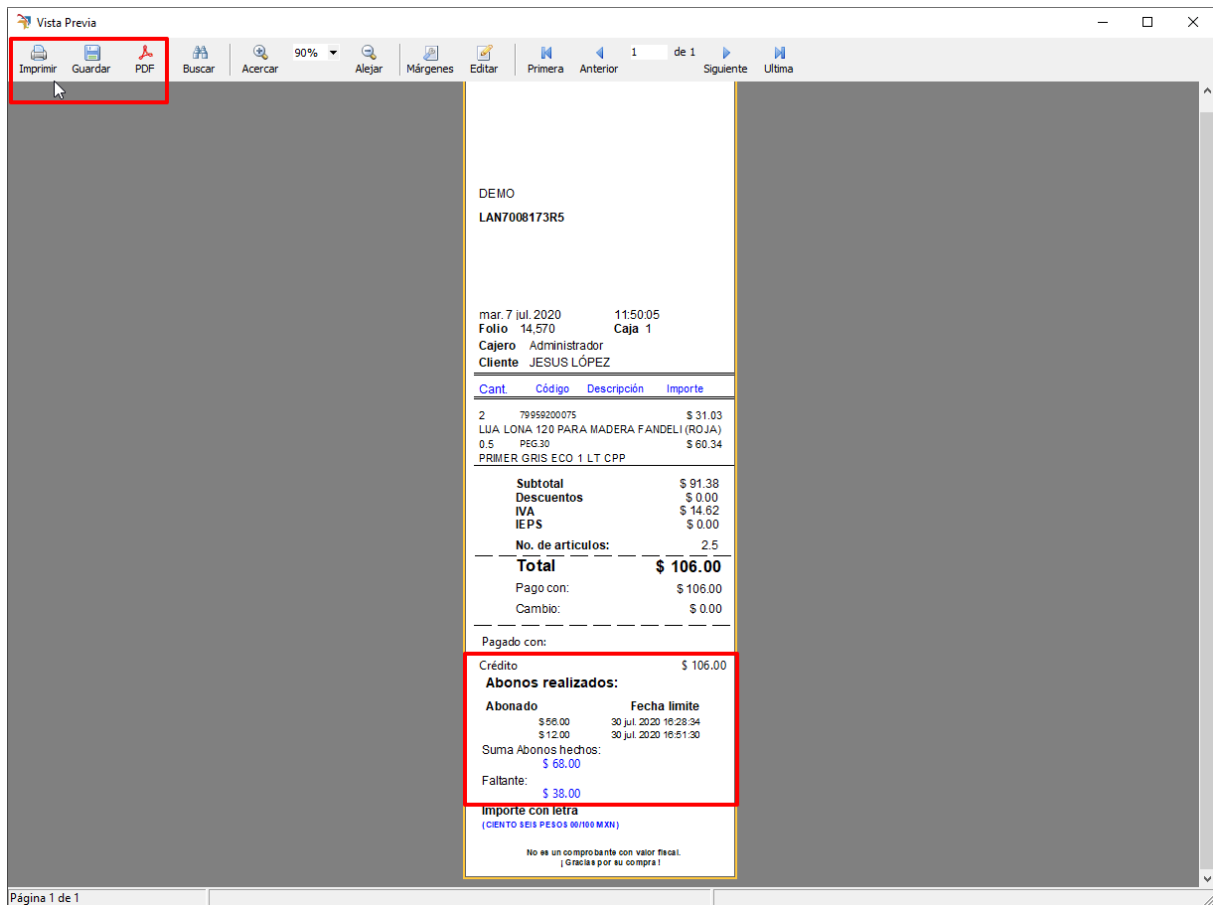 Vista Previa
Imprimir Guardar PDF Buscar Acercar 90% Alejar Márgenes Editar Primera Anterior 1 de 1 Siguiente Ultima
DEMO
LAN7008173R5
mar. 7 jul. 2020 11:50:05
Folio 14,570 Caja 1
Cajero Administrador
Cliente JESUS LÓPEZ
Cant. Código Descripción Importe
2 79959200075 $ 31.03
LIJA LONA 120 PARA MADERA FANDELI (ROJA)
0.5 PEG.30 $ 60.34
PRIMER GRIS ECO 1 LT CPP
Subtotal $ 91.38
Descuentos $ 0.00
IVA $ 14.62
IEPS $ 0.00
No. de articulos: 2.5
Total $ 106.00
Pago con: $ 106.00
Cambio: $ 0.00
Pagado con:
Crédito $ 106.00
Abonos realizados:
Abonado Fecha limite
$ 56.00 30 jul. 2020 16:28:34
$ 12.00 30 jul. 2020 16:51:30
Suma Abonos hechos:
$ 68.00
Faltante:
$ 38.00
Importe con letra
(CIENTO SEIS PESOS 00/100 MXN)
No es un comprobante con valor fiscal.
¡ Gracias por su compra !
Página 1 de 1